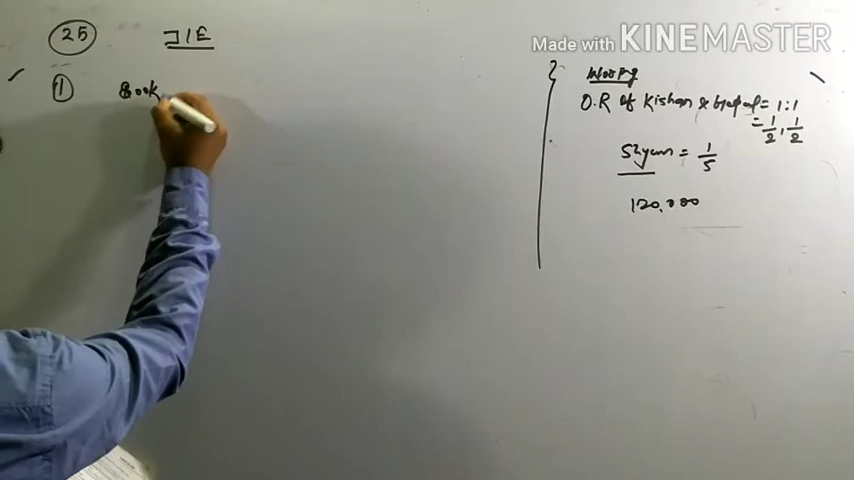 25 JIE
Made with KINEMASTER
1 Book
Working
O.R of Kishan & Gopal = 1:1
= 1/2, 1/2
Shyam = 1/5
120,000